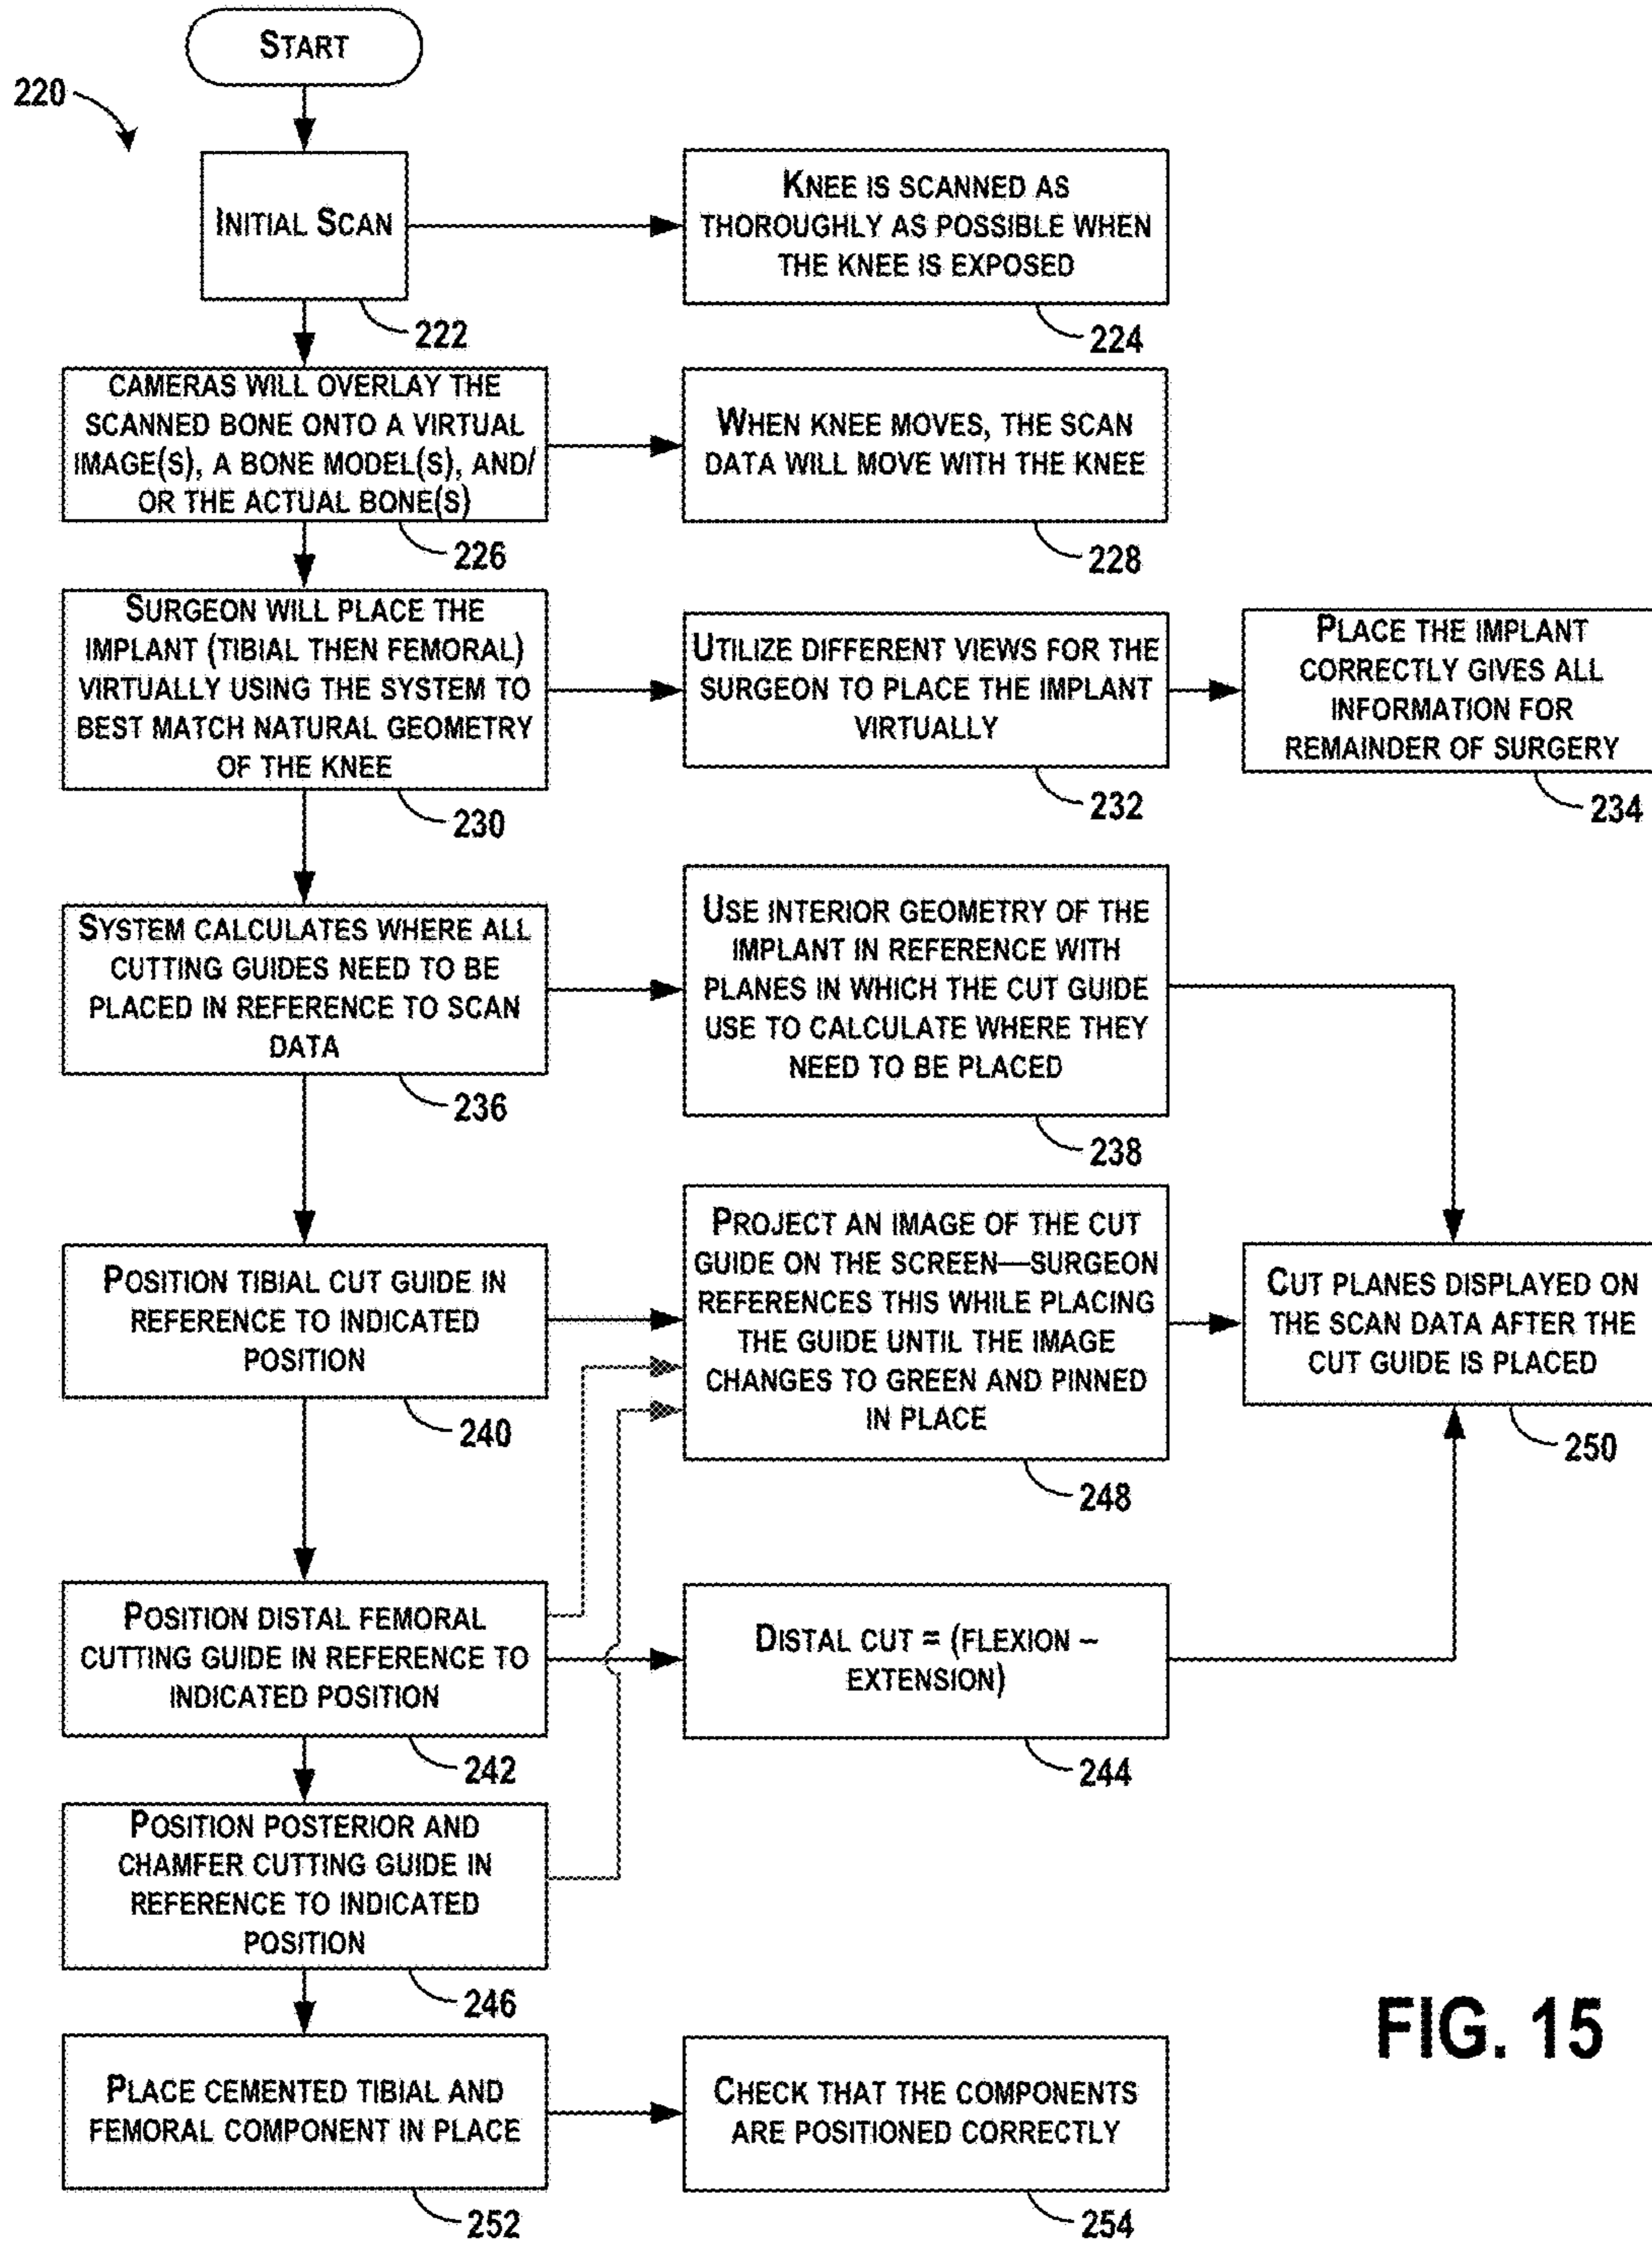 START
220
INITIAL SCAN
222
KNEE IS SCANNED AS
THOROUGHLY AS POSSIBLE WHEN
THE KNEE IS EXPOSED
224
CAMERAS WILL OVERLAY THE
SCANNED BONE ONTO A VIRTUAL
IMAGE(S), A BONE MODEL(S), AND/
OR THE ACTUAL BONE(S)
226
WHEN KNEE MOVES, THE SCAN
DATA WILL MOVE WITH THE KNEE
228
SURGEON WILL PLACE THE
IMPLANT (TIBIAL THEN FEMORAL)
VIRTUALLY USING THE SYSTEM TO
BEST MATCH NATURAL GEOMETRY
OF THE KNEE
230
UTILIZE DIFFERENT VIEWS FOR THE
SURGEON TO PLACE THE IMPLANT
VIRTUALLY
232
PLACE THE IMPLANT
CORRECTLY GIVES ALL
INFORMATION FOR
REMAINDER OF SURGERY
234
SYSTEM CALCULATES WHERE ALL
CUTTING GUIDES NEED TO BE
PLACED IN REFERENCE TO SCAN
DATA
236
USE INTERIOR GEOMETRY OF THE
IMPLANT IN REFERENCE WITH
PLANES IN WHICH THE CUT GUIDE
USE TO CALCULATE WHERE THEY
NEED TO BE PLACED
238
POSITION TIBIAL CUT GUIDE IN
REFERENCE TO INDICATED
POSITION
240
PROJECT AN IMAGE OF THE CUT
GUIDE ON THE SCREEN—SURGEON
REFERENCES THIS WHILE PLACING
THE GUIDE UNTIL THE IMAGE
CHANGES TO GREEN AND PINNED
IN PLACE
248
CUT PLANES DISPLAYED ON
THE SCAN DATA AFTER THE
CUT GUIDE IS PLACED
250
POSITION DISTAL FEMORAL
CUTTING GUIDE IN REFERENCE TO
INDICATED POSITION
242
DISTAL CUT = (FLEXION –
EXTENSION)
244
POSITION POSTERIOR AND
CHAMFER CUTTING GUIDE IN
REFERENCE TO INDICATED
POSITION
246
PLACE CEMENTED TIBIAL AND
FEMORAL COMPONENT IN PLACE
252
CHECK THAT THE COMPONENTS
ARE POSITIONED CORRECTLY
254
FIG. 15